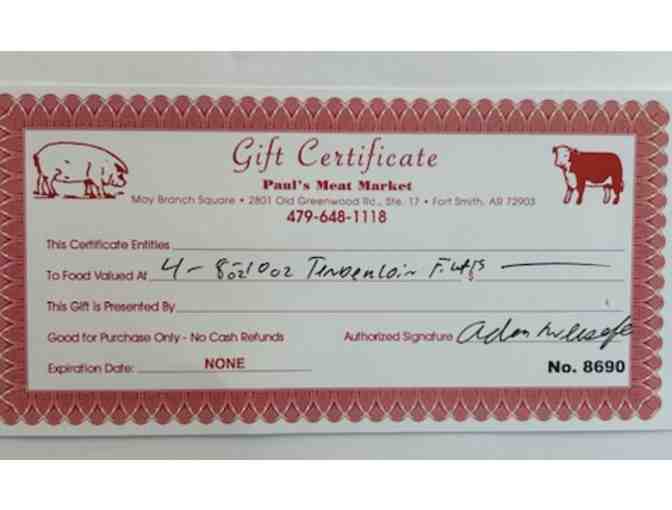 Gift Certificate
Paul's Meat Market
May Branch Square • 2801 Old Greenwood Rd., Ste. 17 • Fort Smith, AR 72903
479-648-1118
This Certificate Entitles
To Food Valued At 4 - 8oz/10oz Tenderloin Filets
This Gift is Presented By
Good for Purchase Only - No Cash Refunds Authorized Signature
Expiration Date: NONE No. 8690